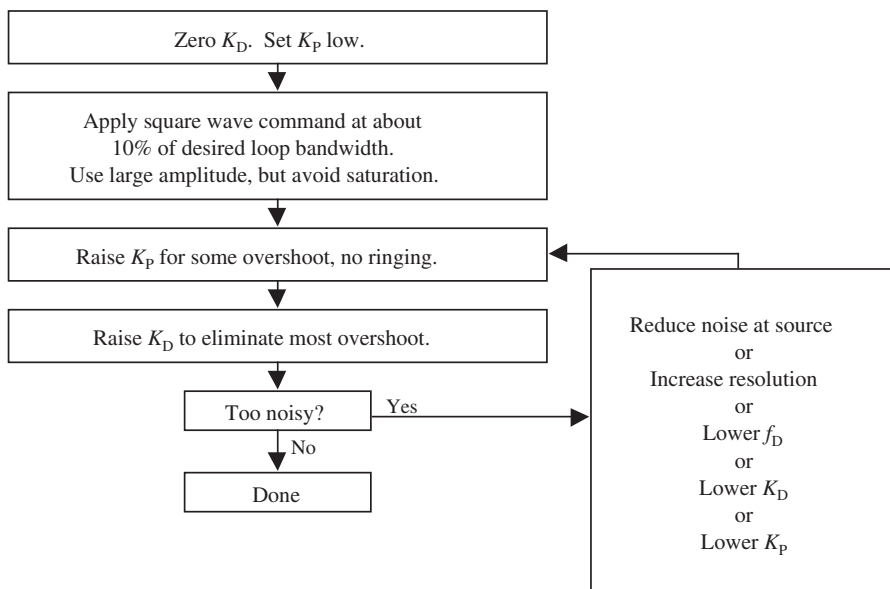 Zero K_D. Set K_P low.
Apply square wave command at about
10% of desired loop bandwidth.
Use large amplitude, but avoid saturation.
Raise K_P for some overshoot, no ringing.
Raise K_D to eliminate most overshoot.
Too noisy?
Yes
No
Done
Reduce noise at source
or
Increase resolution
or
Lower f_D
or
Lower K_D
or
Lower K_P